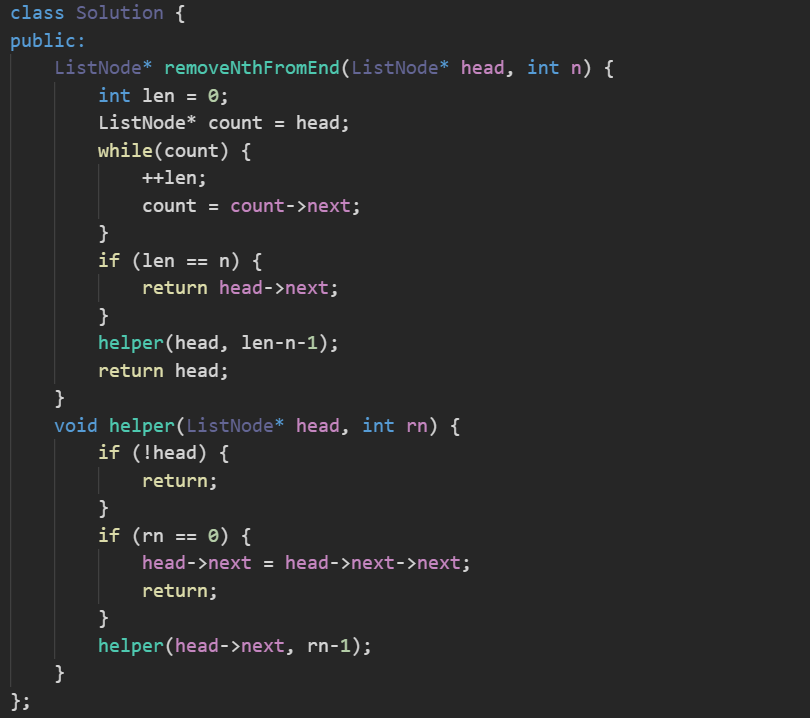 class Solution {
public:
    ListNode* removeNthFromEnd(ListNode* head, int n) {
        int len = 0;
        ListNode* count = head;
        while(count) {
            ++len;
            count = count->next;
        }
        if (len == n) {
            return head->next;
        }
        helper(head, len-n-1);
        return head;
    }
    void helper(ListNode* head, int rn) {
        if (!head) {
            return;
        }
        if (rn == 0) {
            head->next = head->next->next;
            return;
        }
        helper(head->next, rn-1);
    }
};